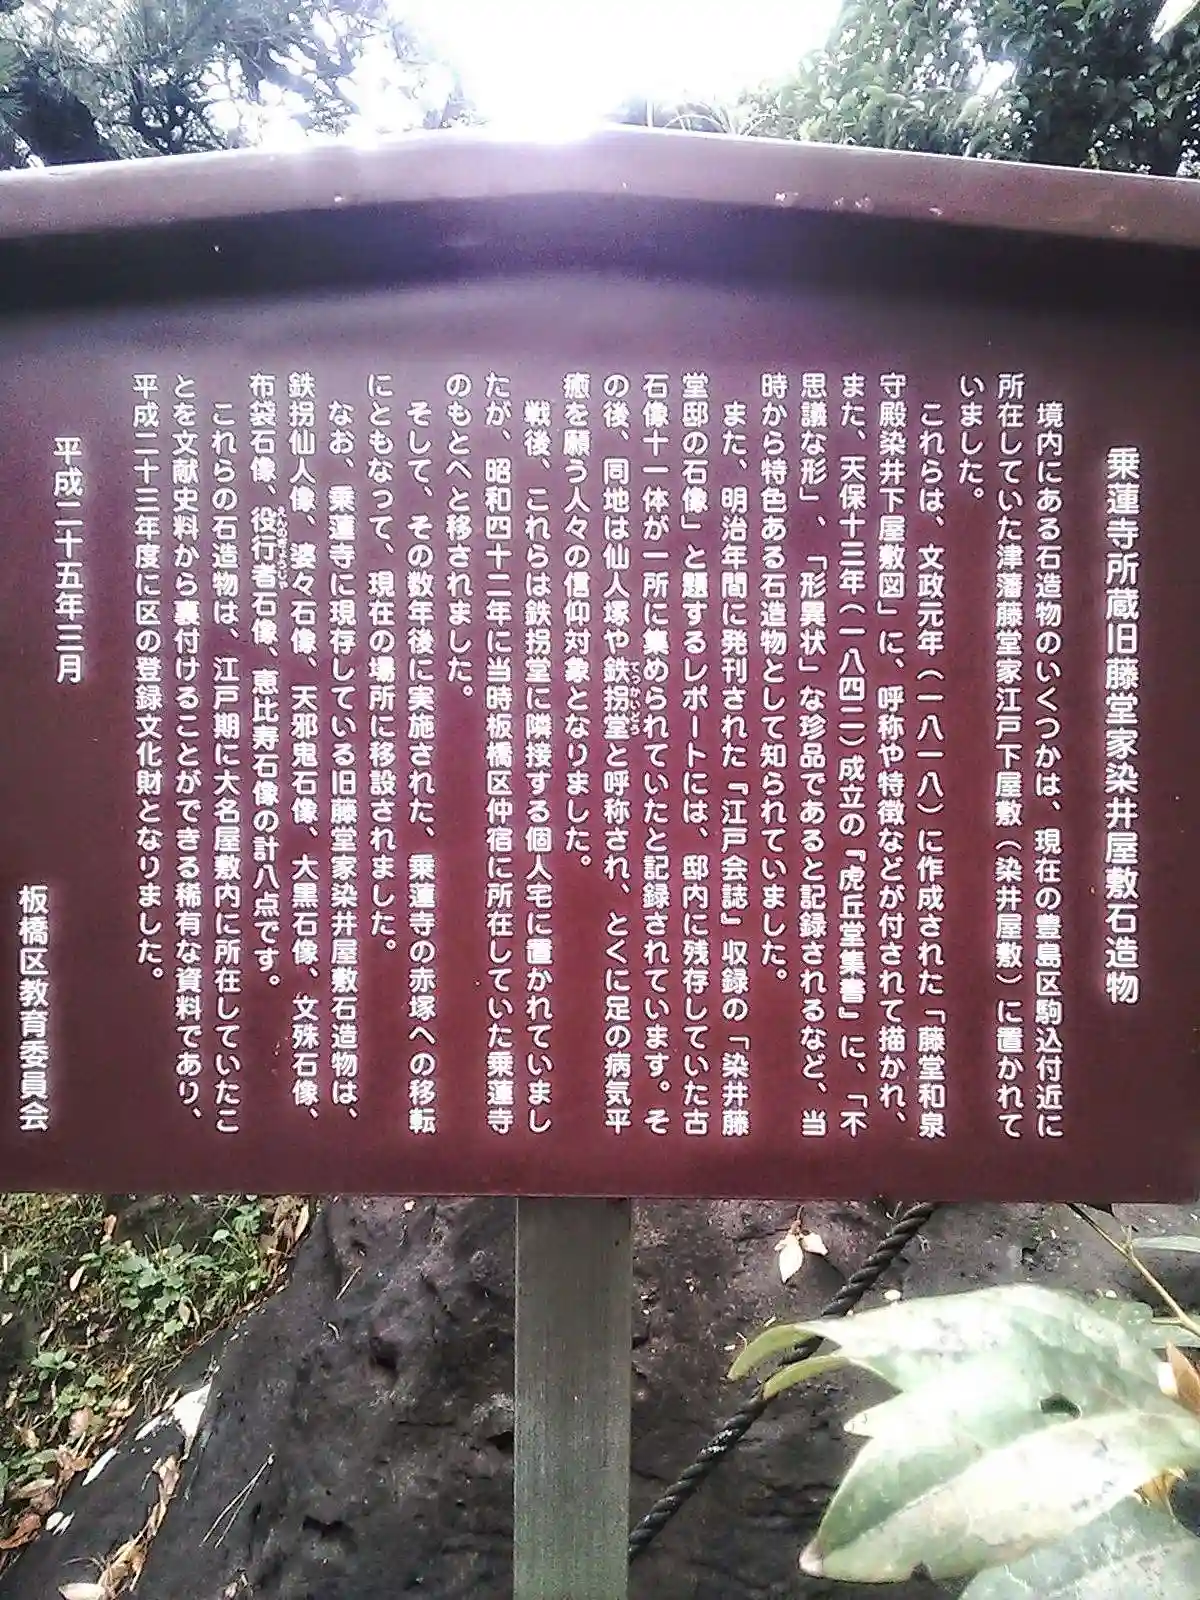 乗蓮寺所蔵旧藤堂家染井屋敷石造物
境内にある石造物のいくつかは、現在の豊島区駒込付近に
所在していた津藩藤堂家江戸下屋敷（染井屋敷）に置かれて
いました。
これらは、文政元年（一八一八）に作成された「藤堂和泉
守殿染井下屋敷図」に、呼称や特徴などが付されて描かれ、
また、天保十三年（一八四二）成立の『虎丘堂集書』に、「不
思議な形」、「形異状」な珍品であると記録されるなど、当
時から特色ある石造物として知られていました。
また、明治年間に発刊された『江戸会誌』収録の「染井藤
堂邸の石像」と題するレポートには、邸内に残存していた古
石像十一体が一所に集められていたと記録されています。そ
の後、同地は仙人塚や鉄拐堂と呼称され、とくに足の病気平
てっかいどう
癒を願う人々の信仰対象となりました。
戦後、これらは鉄拐堂に隣接する個人宅に置かれていまし
たが、昭和四十二年に当時板橋区仲宿に所在していた乗蓮寺
のもとへと移されました。
そして、その数年後に実施された、乗蓮寺の赤塚への移転
にともなって、現在の場所に移設されました。
なお、乗蓮寺に現存している旧藤堂家染井屋敷石造物は、
鉄拐仙人像、婆々石像、天邪鬼石像、大黒石像、文殊石像、
布袋石像、役行者石像、恵比寿石像の計八点です。
えんのぎょうじゃ
これらの石造物は、江戸期に大名屋敷内に所在していたこ
とを文献史料から裏付けることができる稀有な資料であり、
平成二十三年度に区の登録文化財となりました。
平成二十五年三月
板橋区教育委員会